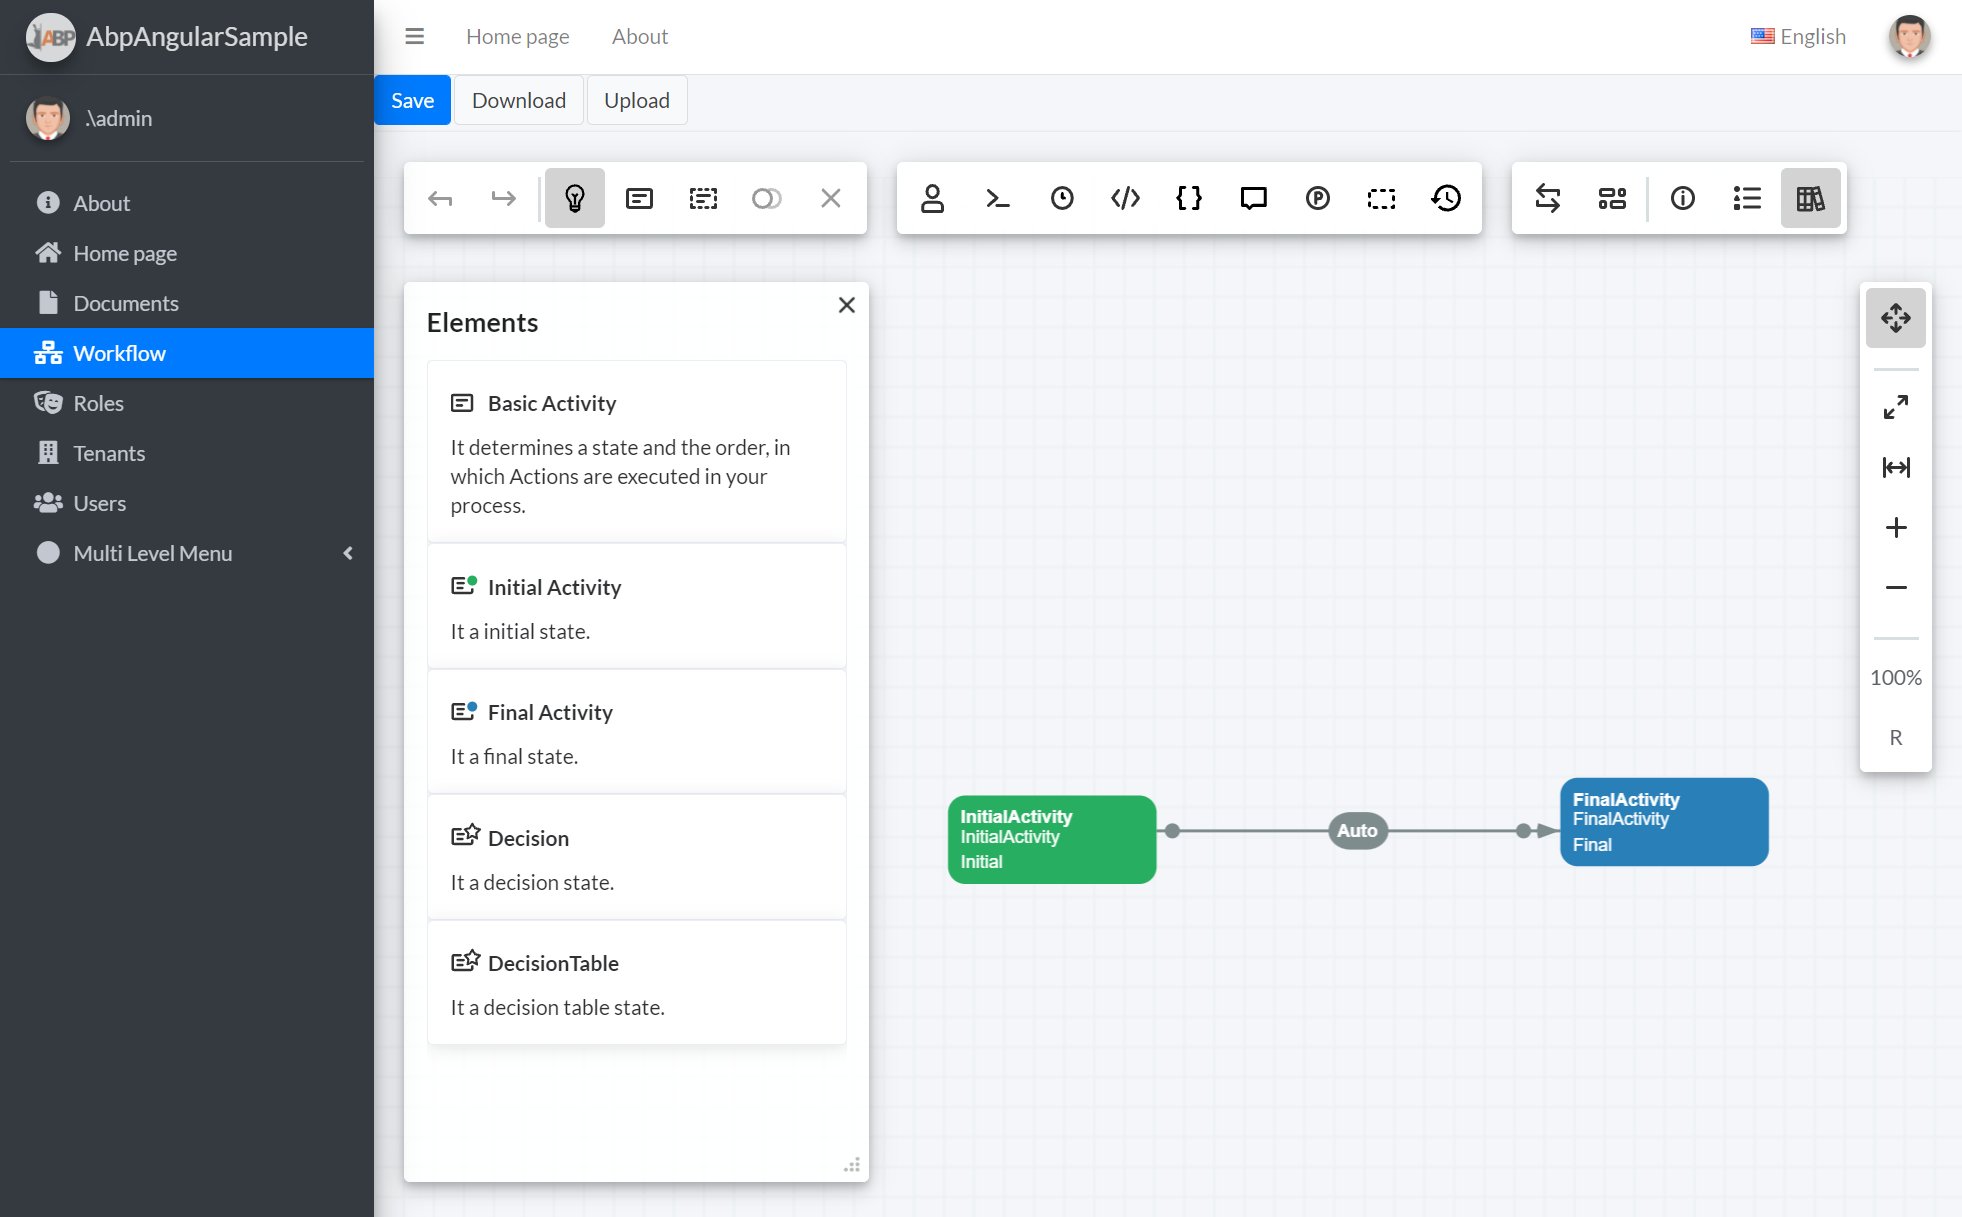 ABP
AbpAngularSample
Home page
About
English
.\admin
Save
Download
Upload
About
Home page
Documents
Workflow
Roles
Tenants
Users
Multi Level Menu
Elements
Basic Activity
It determines a state and the order, in
which Actions are executed in your
process.
Initial Activity
It a initial state.
Final Activity
It a final state.
Decision
It a decision state.
DecisionTable
It a decision table state.
P
100%
R
InitialActivity
InitialActivity
Initial
Auto
FinalActivity
FinalActivity
Final